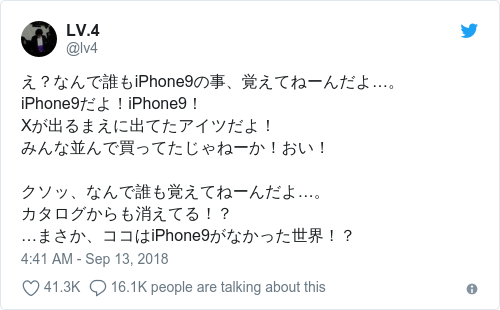 LV.4
@lv4
え？なんで誰もiPhone9の事、覚えてねーんだよ…。
iPhone9だよ！iPhone9！
Xが出るまえに出てたアイツだよ！
みんな並んで買ってたじゃねーか！おい！
クソッ、なんで誰も覚えてねーんだよ…。
カタログからも消えてる！？
…まさか、ココはiPhone9がなかった世界！？
4:41 AM - Sep 13, 2018
41.3K 16.1K people are talking about this